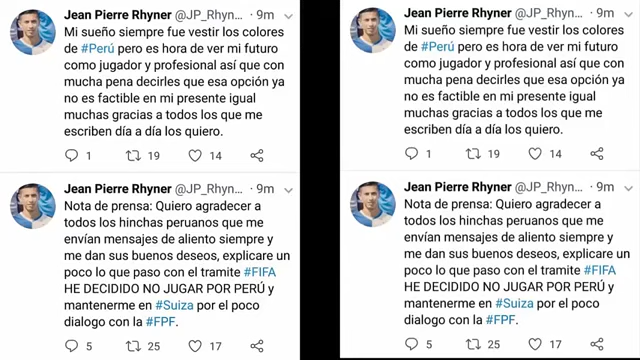 Jean Pierre Rhyner @JP_Rhyn... · 9m
Mi sueño siempre fue vestir los colores
de #Perú pero es hora de ver mi futuro
como jugador y profesional así que con
mucha pena decirles que esa opción ya
no es factible en mi presente igual
muchas gracias a todos los que me
escriben día a día los quiero.
1 19 14
Jean Pierre Rhyner @JP_Rhyn... · 9m
Nota de prensa: Quiero agradecer a
todos los hinchas peruanos que me
envían mensajes de aliento siempre y
me dan sus buenos deseos, explicare un
poco lo que paso con el tramite #FIFA
HE DECIDIDO NO JUGAR POR PERÚ y
mantenerme en #Suiza por el poco
dialogo con la #FPF.
5 25 17
Jean Pierre Rhyner @JP_Rhyn... · 9m
Mi sueño siempre fue vestir los colores
de #Perú pero es hora de ver mi futuro
como jugador y profesional así que con
mucha pena decirles que esa opción ya
no es factible en mi presente igual
muchas gracias a todos los que me
escriben día a día los quiero.
1 19 14
Jean Pierre Rhyner @JP_Rhyn... · 9m
Nota de prensa: Quiero agradecer a
todos los hinchas peruanos que me
envían mensajes de aliento siempre y
me dan sus buenos deseos, explicare un
poco lo que paso con el tramite #FIFA
HE DECIDIDO NO JUGAR POR PERÚ y
mantenerme en #Suiza por el poco
dialogo con la #FPF.
5 25 17